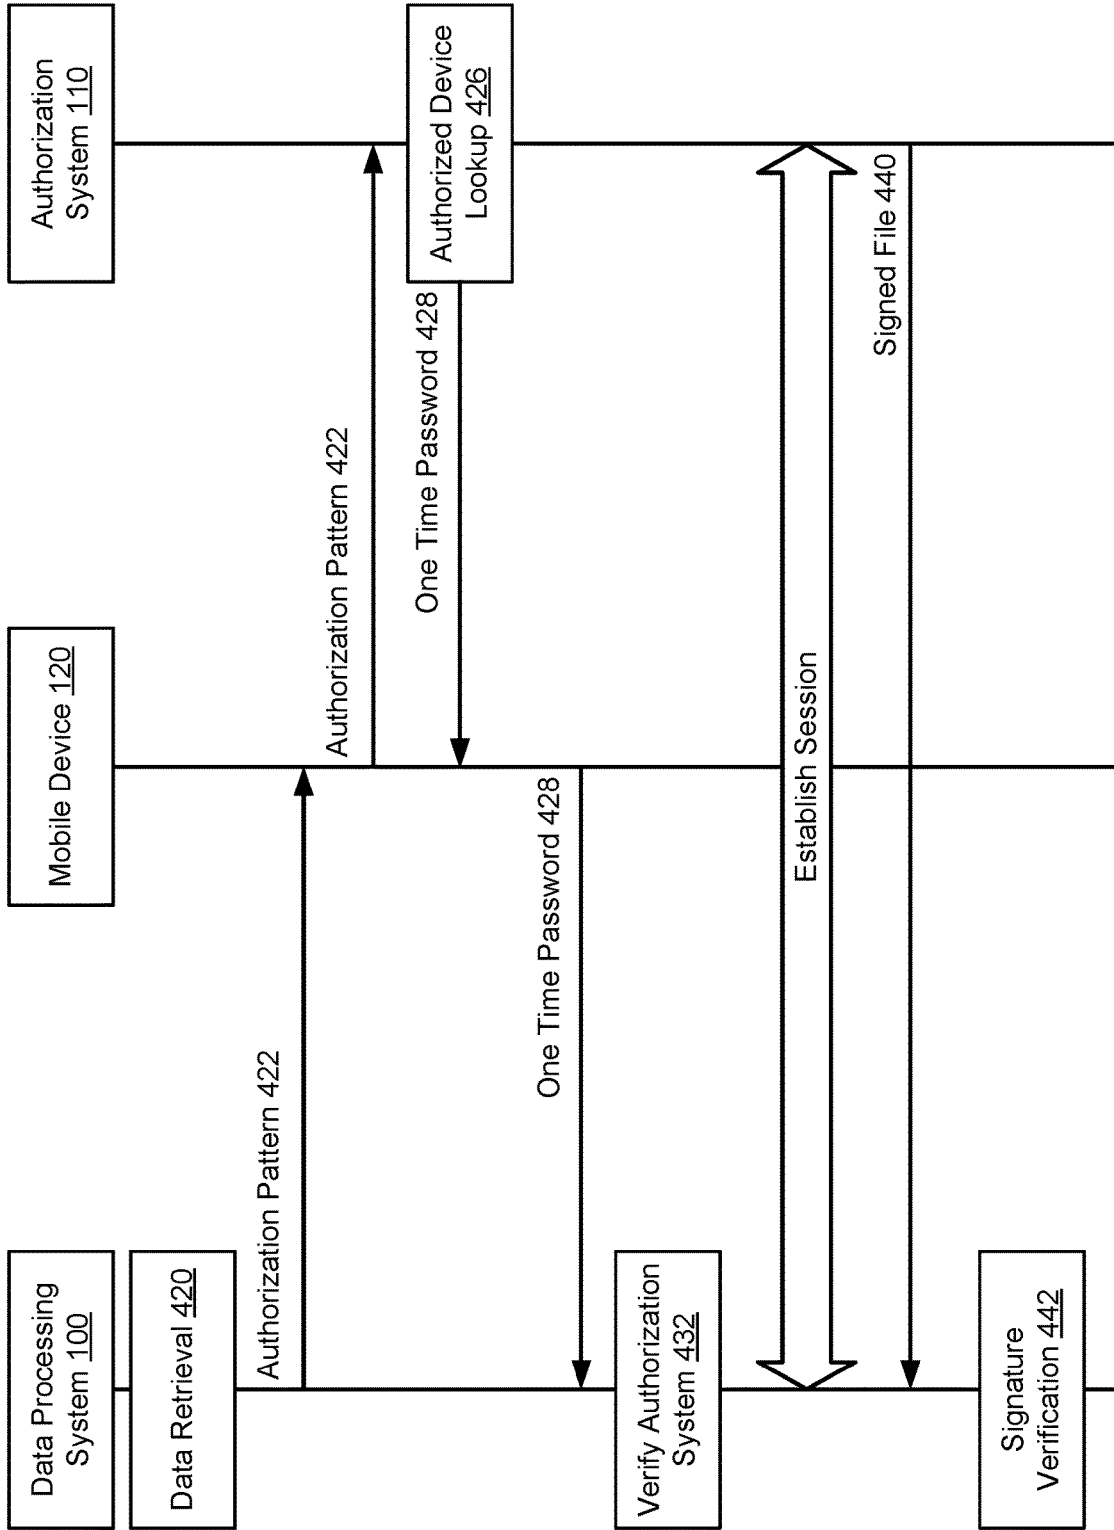 Data Processing
System 100
Mobile Device 120
Authorization
System 110
Data Retrieval 420
Authorization Pattern 422
Authorization Pattern 422
Authorized Device
Lookup 426
One Time Password 428
One Time Password 428
Verify Authorization
System 432
Establish Session
Signed File 440
Signature
Verification 442